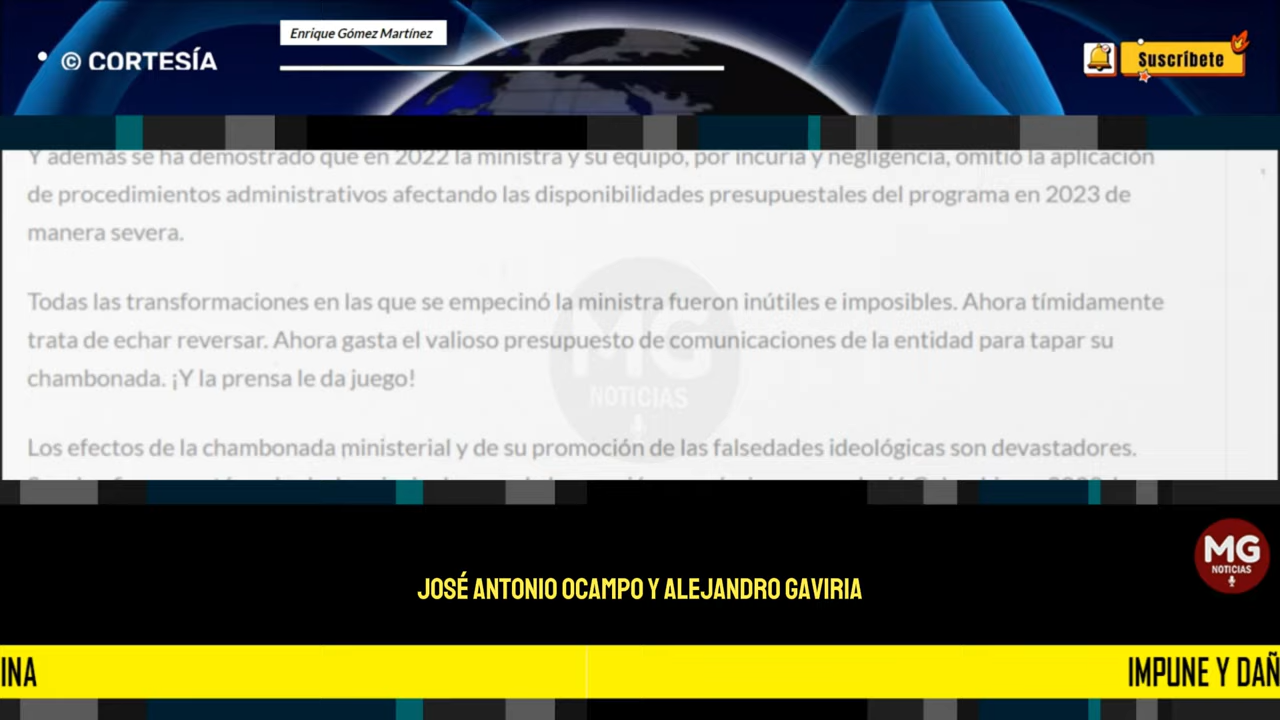 Enrique Gómez Martínez
© CORTESÍA
Suscríbete
Y además se ha demostrado que en 2022 la ministra y su equipo, por incuria y negligencia, omitió la aplicación
de procedimientos administrativos afectando las disponibilidades presupuestales del programa en 2023 de
manera severa.
Todas las transformaciones en las que se empecinó la ministra fueron inútiles e imposibles. Ahora tímidamente
trata de echar reversar. Ahora gasta el valioso presupuesto de comunicaciones de la entidad para tapar su
chambonada. ¡Y la prensa le da juego!
MG
NOTICIAS
Los efectos de la chambonada ministerial y de su promoción de las falsedades ideológicas son devastadores.
MG
NOTICIAS
JOSÉ ANTONIO OCAMPO Y ALEJANDRO GAVIRIA
INA
IMPUNE Y DAÑ